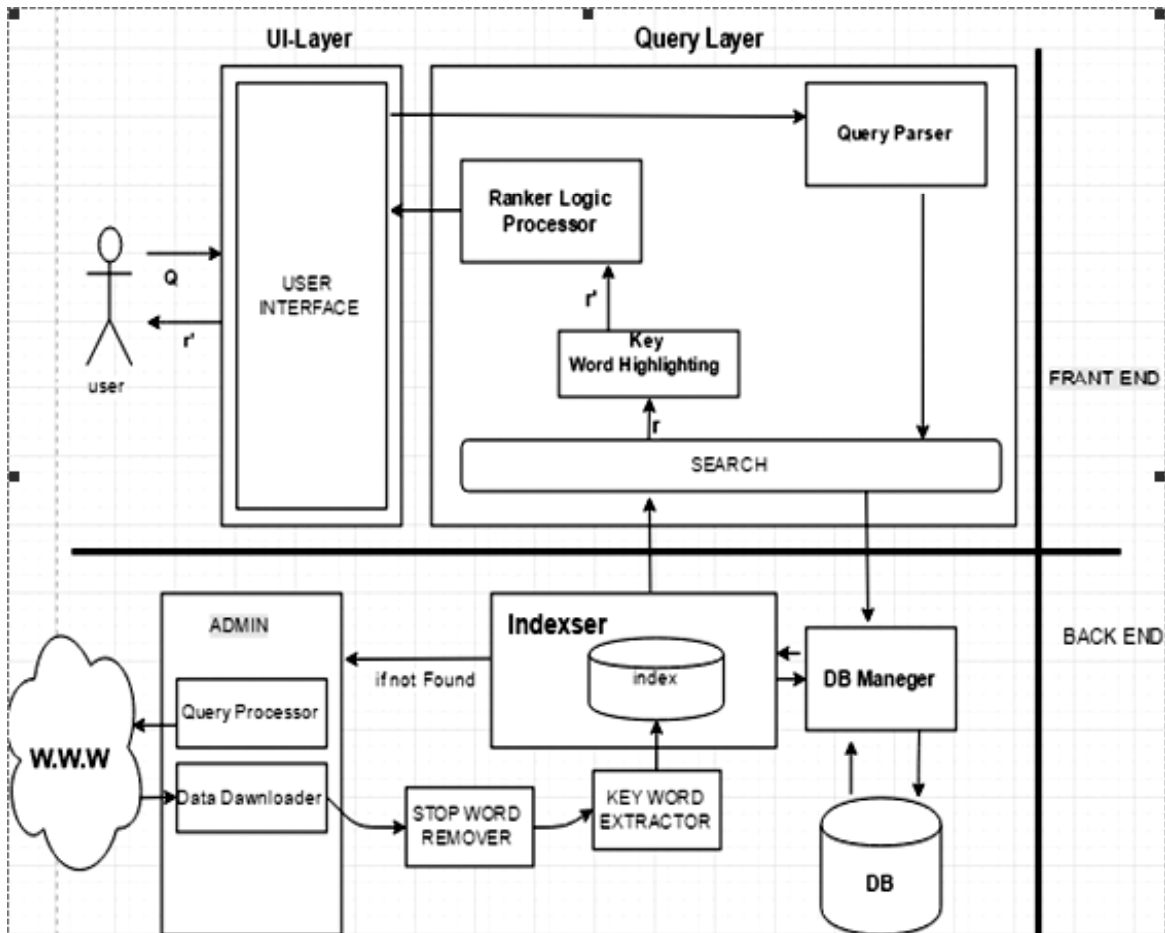 UI-Layer
Query Layer
Query Parser
Ranker Logic
Processor
Q
r'
user
USER
INTERFACE
r'
Key
Word Highlighting
r
SEARCH
FRANT END
BACK END
ADMIN
Indexser
index
if not Found
DB Maneger
Query Processor
W.W.W
Data Dawnloader
STOP WORD
REMOVER
KEY WORD
EXTRACTOR
DB